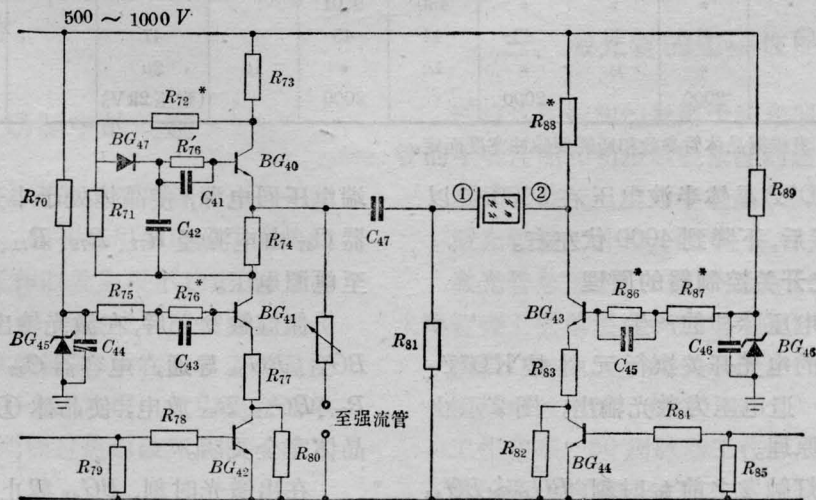 500 ~ 1000 V
R₇₃
R₇₂*
R₈₈*
BG₄₇
R′₇₆
BG₄₀
R₈₉
R₇₀
R₇₁
C₄₁
①
②
C₄₂
C₄₇
R₇₄
R₇₅
R₇₆*
BG₄₁
BG₄₃
R₈₆*
R₈₇*
BG₄₅
C₄₄
C₄₃
R₈₁
C₄₅
C₄₆
BG₄₆
R₇₇
R₈₃
至强流管
R₇₈
R₈₄
R₇₉
BG₄₂
R₈₀
R₈₂
BG₄₄
R₈₅